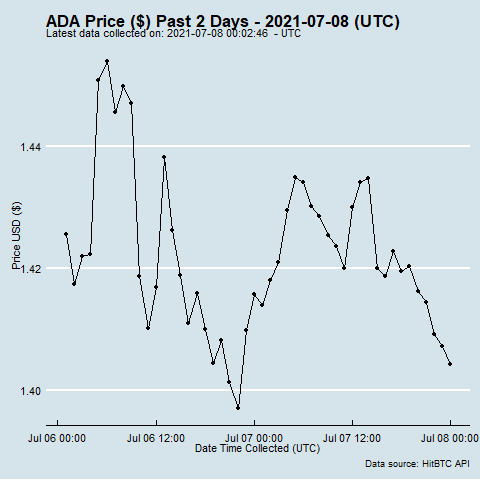 ADA Price ($) Past 2 Days - 2021-07-08 (UTC)
Latest data collected on: 2021-07-08 00:02:46 - UTC
1.44
1.42
1.40
Price USD ($)
Jul 06 00:00 Jul 06 12:00 Jul 07 00:00 Jul 07 12:00 Jul 08 00:00
Date Time Collected (UTC)
Data source: HitBTC API